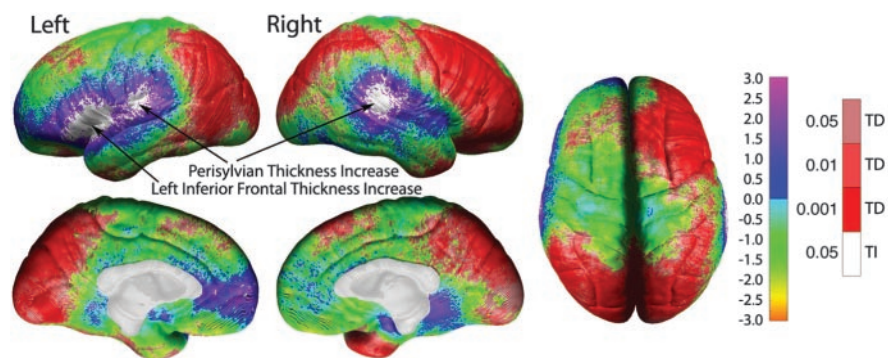 Left
Right
Perisylvian Thickness Increase
Left Inferior Frontal Thickness Increase
3.0
2.5
2.0
1.5
1.0
0.5
0.0
-0.5
-1.0
-1.5
-2.0
-2.5
-3.0
0.05 TD
0.01 TD
0.001 TD
0.05 TI